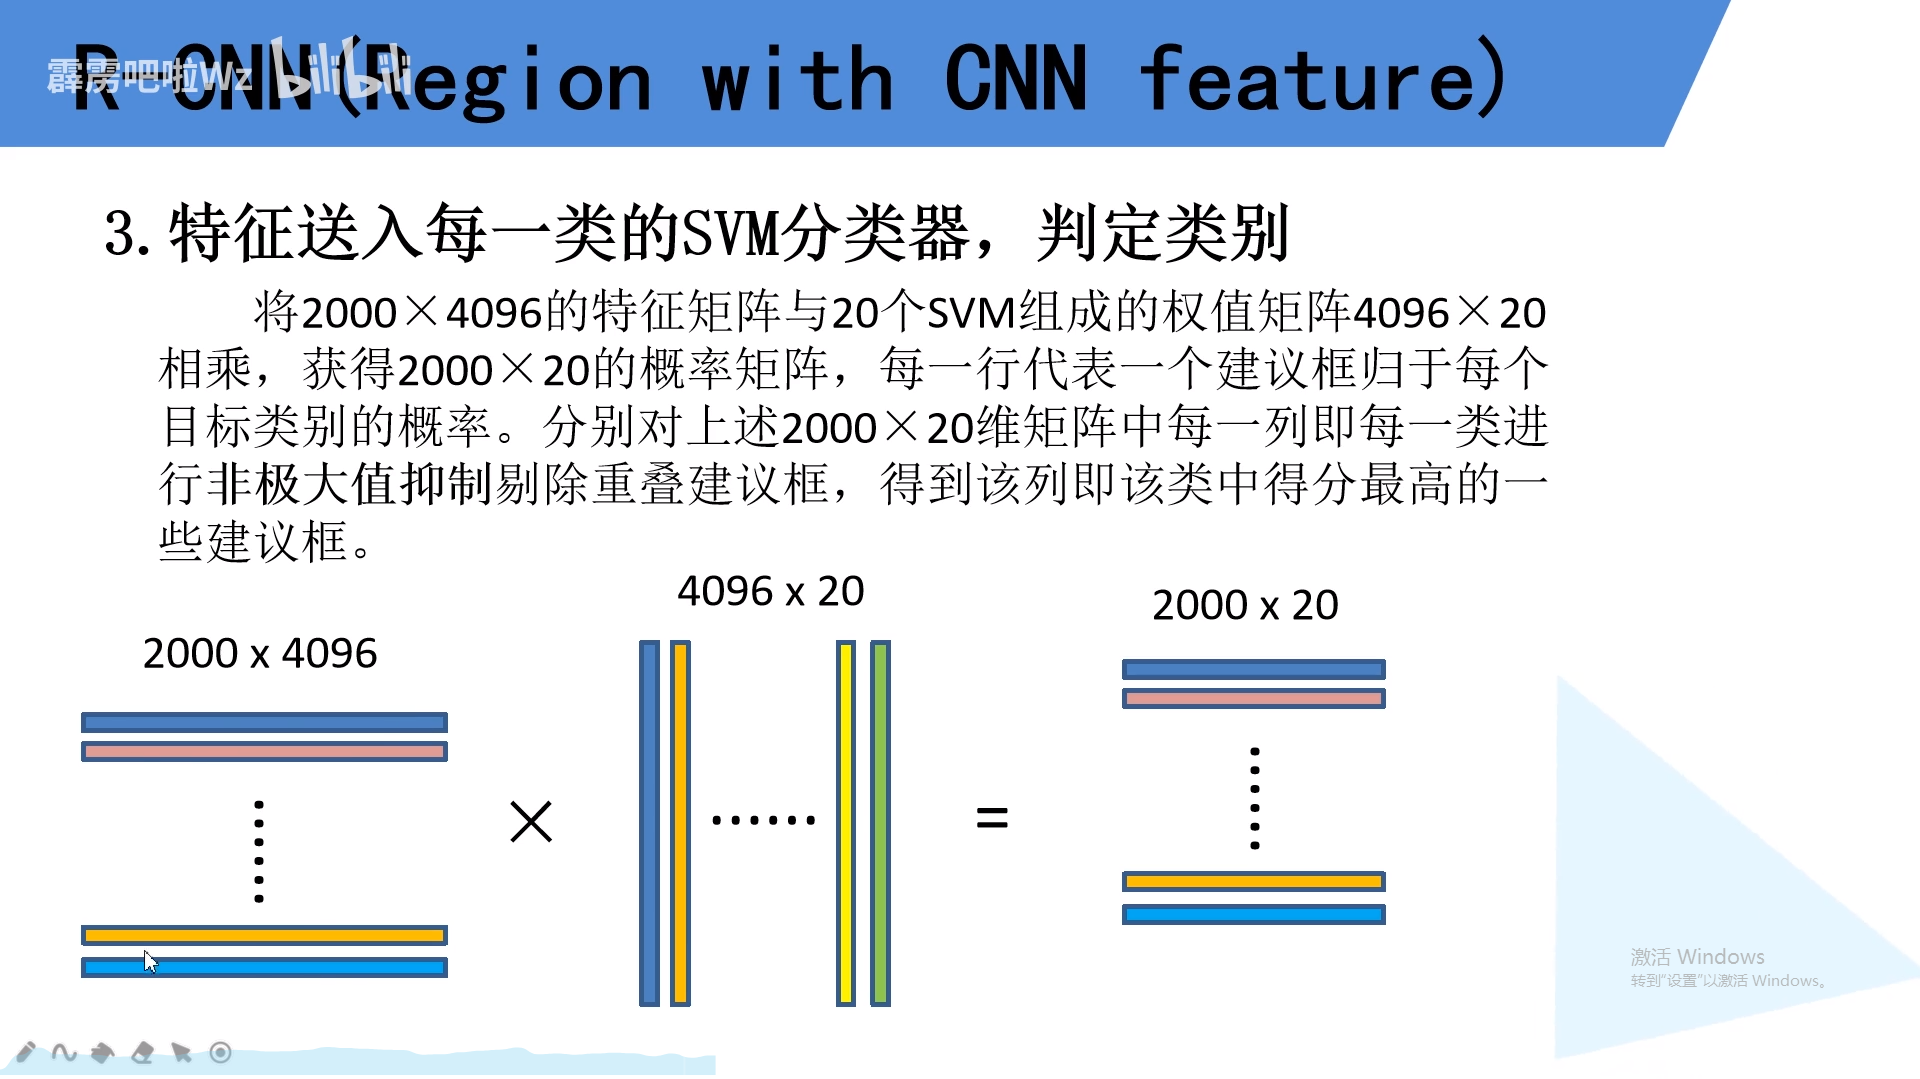 R-CNN(Region with CNN feature)
霹雳吧啦Wz bilibili
3.特征送入每一类的SVM分类器，判定类别
将2000×4096的特征矩阵与20个SVM组成的权值矩阵4096×20
相乘，获得2000×20的概率矩阵，每一行代表一个建议框归于每个
目标类别的概率。分别对上述2000×20维矩阵中每一列即每一类进
行非极大值抑制剔除重叠建议框，得到该列即该类中得分最高的一
些建议框。
2000 x 4096
4096 x 20
2000 x 20
×
······
=
激活 Windows
转到“设置”以激活 Windows。